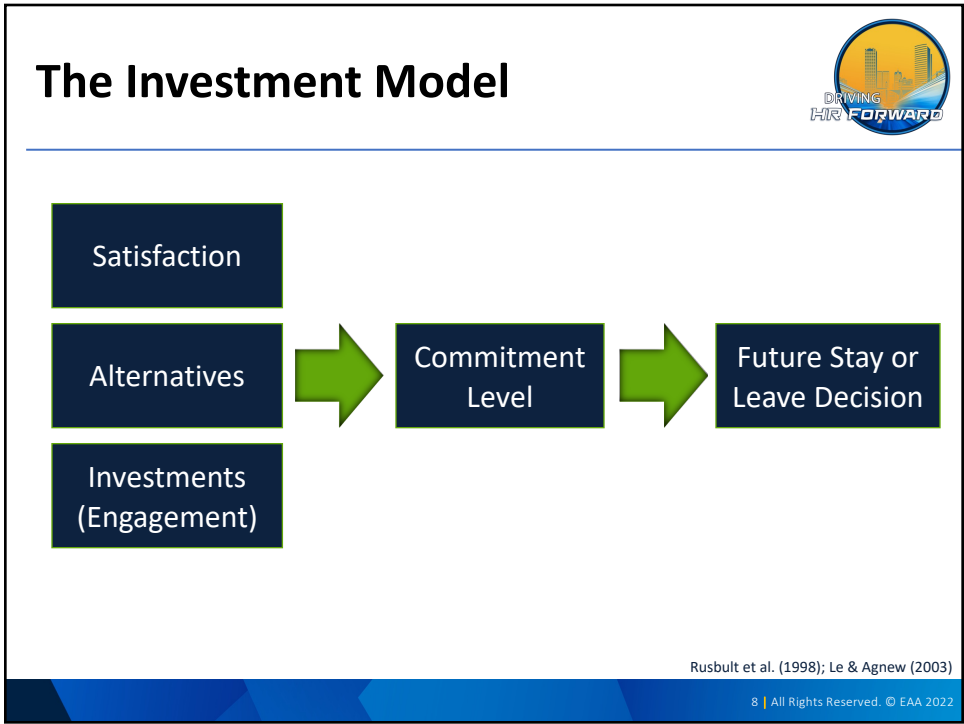 The Investment Model
DRIVING
HR FORWARD
Satisfaction
Alternatives
Investments
(Engagement)
Commitment
Level
Future Stay or
Leave Decision
Rusbult et al. (1998); Le & Agnew (2003)
8 | All Rights Reserved. © EAA 2022